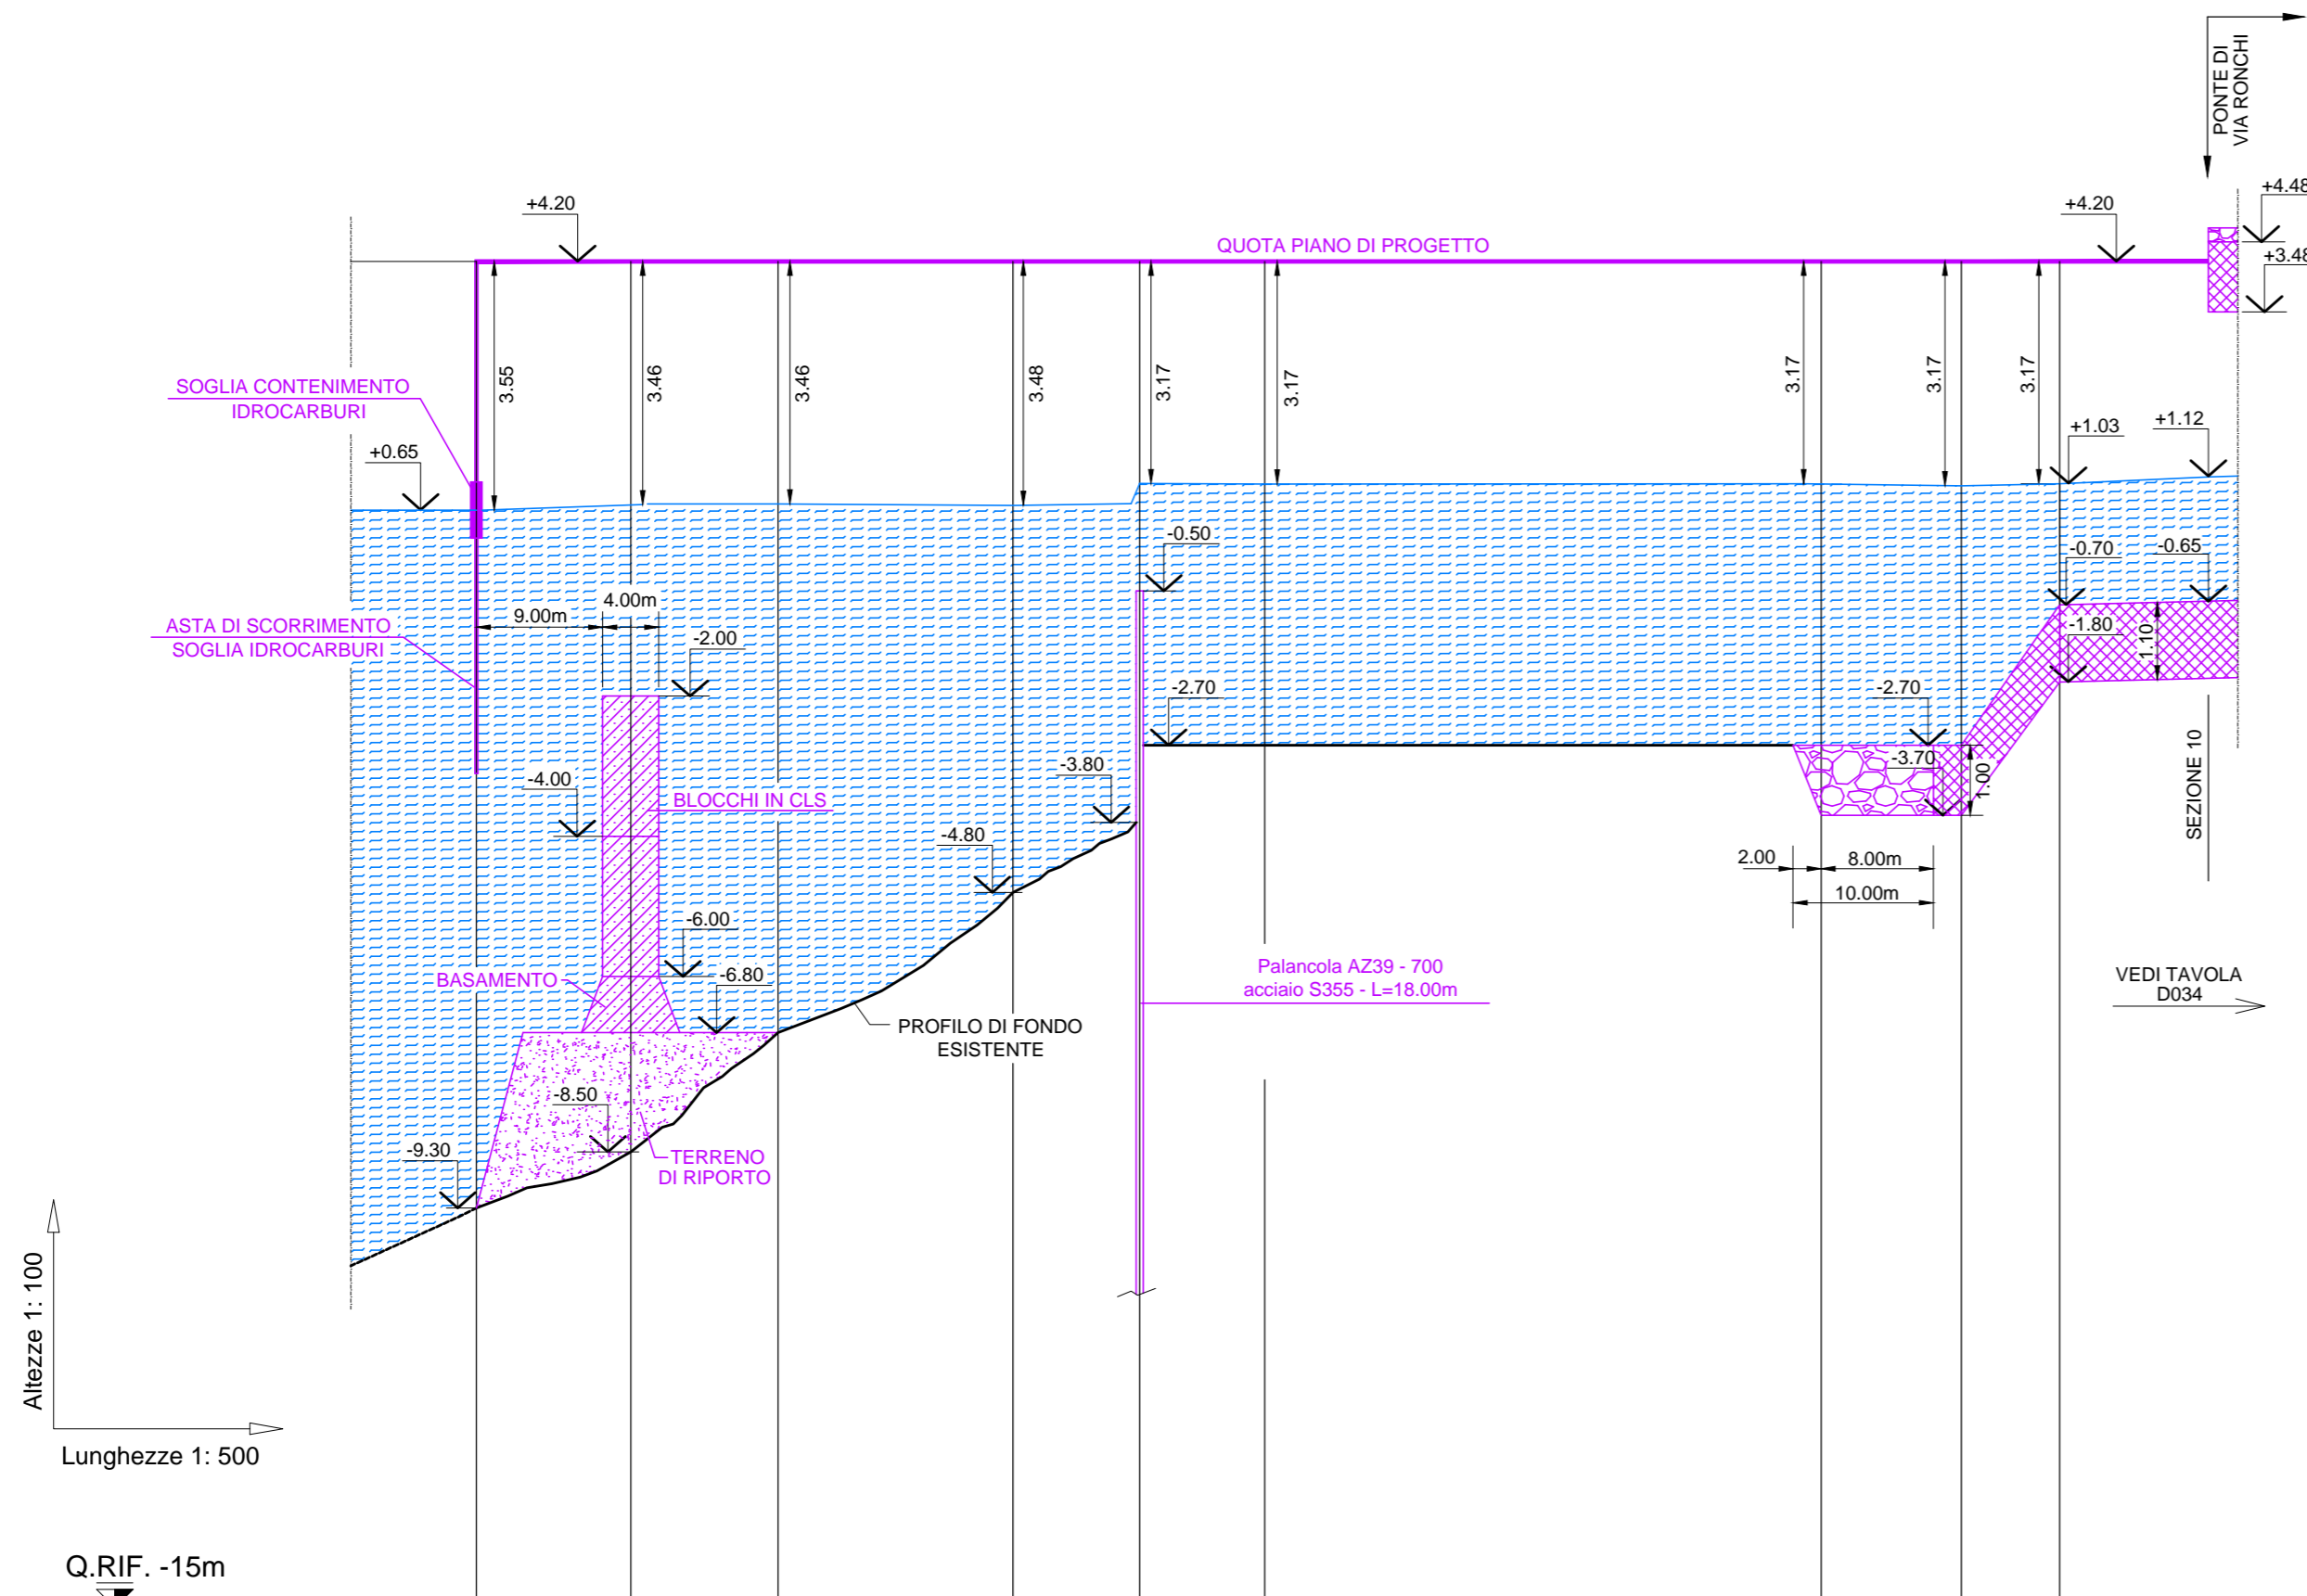 PONTE DI
VIA RONCHI
+4.48
+4.20
+4.20
QUOTA PIANO DI PROGETTO
+3.48
3.55
3.46
3.46
3.48
3.17
3.17
3.17
3.17
3.17
SOGLIA CONTENIMENTO
IDROCARBURI
+0.65
+1.03
+1.12
-0.50
-0.70
-0.65
4.00m
9.00m
ASTA DI SCORRIMENTO
SOGLIA IDROCARBURI
-2.00
-1.80
1.10
-2.70
-2.70
-3.70
1.00
-4.00
-3.80
BLOCCHI IN CLS
-4.80
SEZIONE 10
2.00
8.00m
10.00m
-6.00
BASAMENTO
-6.80
Palancola AZ39 - 700
acciaio S355 - L=18.00m
VEDI TAVOLA
D034
PROFILO DI FONDO
ESISTENTE
-8.50
-9.30
TERRENO
DI RIPORTO
Altezze 1: 100
Lunghezze 1: 500
Q.RIF. -15m